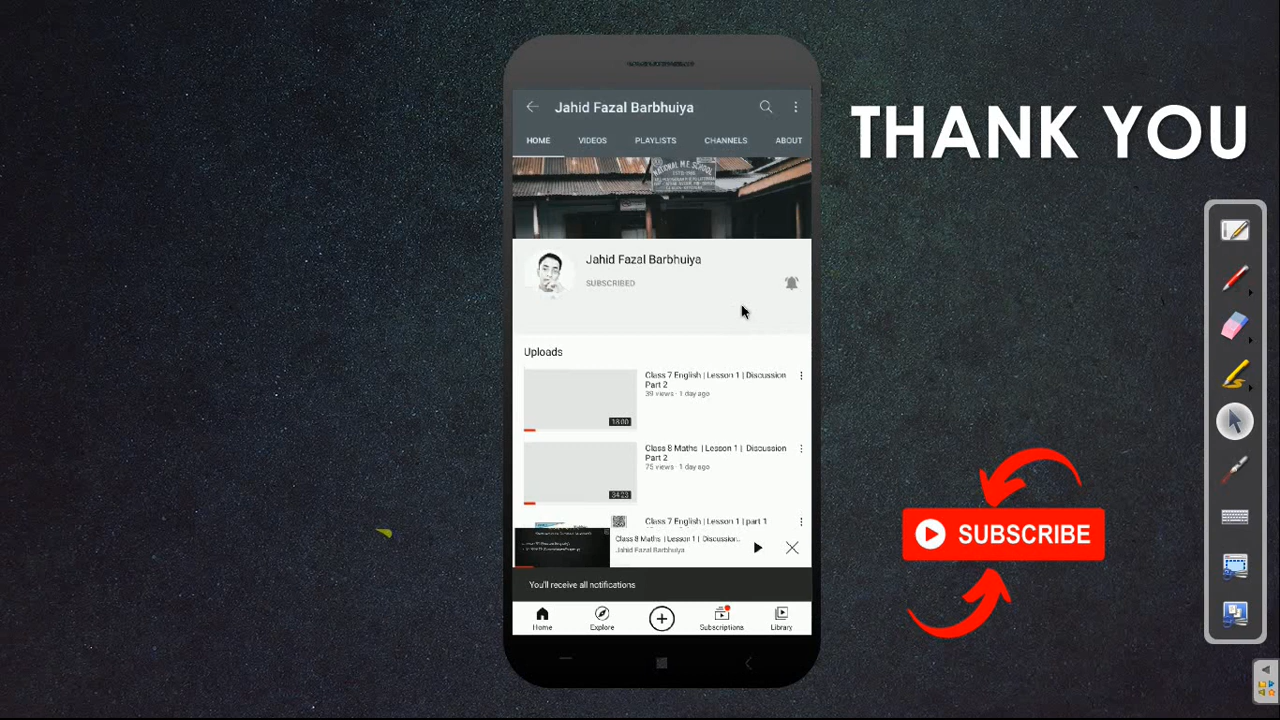 Jahid Fazal Barbhuiya
THANK YOU
HOME VIDEOS PLAYLISTS CHANNELS ABOUT
NATIONAL M.E. SCHOOL
Jahid Fazal Barbhuiya
SUBSCRIBED
Uploads
Class 7 English | Lesson 1 | Discussion
Part 2
39 views · 1 day ago
18:00
Class 8 Maths | Lesson 1 | Discussion
Part 2
75 views · 1 day ago
34:23
Class 7 English | Lesson 1 | part 1
Class 8 Maths | Lesson 1 | Discussion..
Jahid Fazal Barbhuiya
SUBSCRIBE
You'll receive all notifications
Home Explore Subscriptions Library